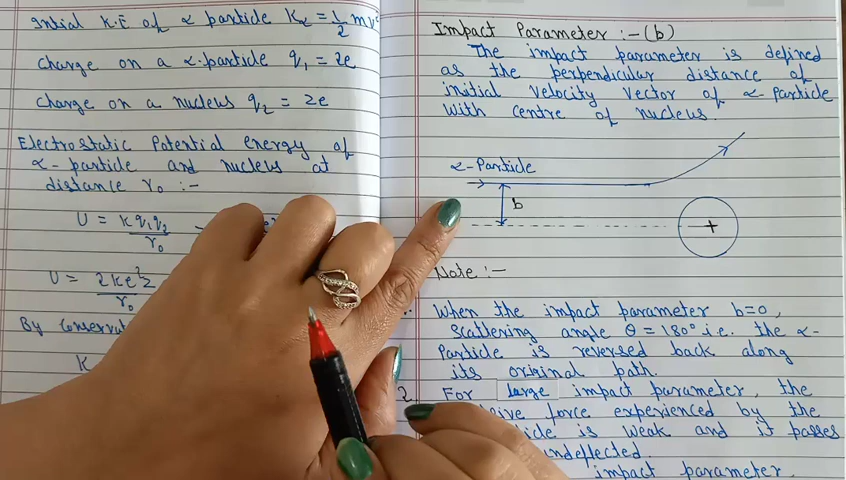 Intial K.E of α particle Kα = 1/2 mv²
Charge on a α-particle q₁ = 2e
Charge on a nucleus q₂ = Ze
Electrostatic Potential energy of
α-particle and nucleus at
distance r₀ :-
U = Kq₁q₂/r₀
U = 2Ke²Z/r₀
By
K
Impact Parameter :-(b)
The impact parameter is defined
as the perpendicular distance of
initial velocity vector of α-particle
with centre of nucleus.
α-Particle
b
+
Note :-
When the impact parameter b=0,
Scattering angle θ = 180° i.e. the α-
Particle is reversed back along
its original path.
2. For large impact parameter, the
force experienced by the
is weak and it passes
undeflected.
impact parameter,